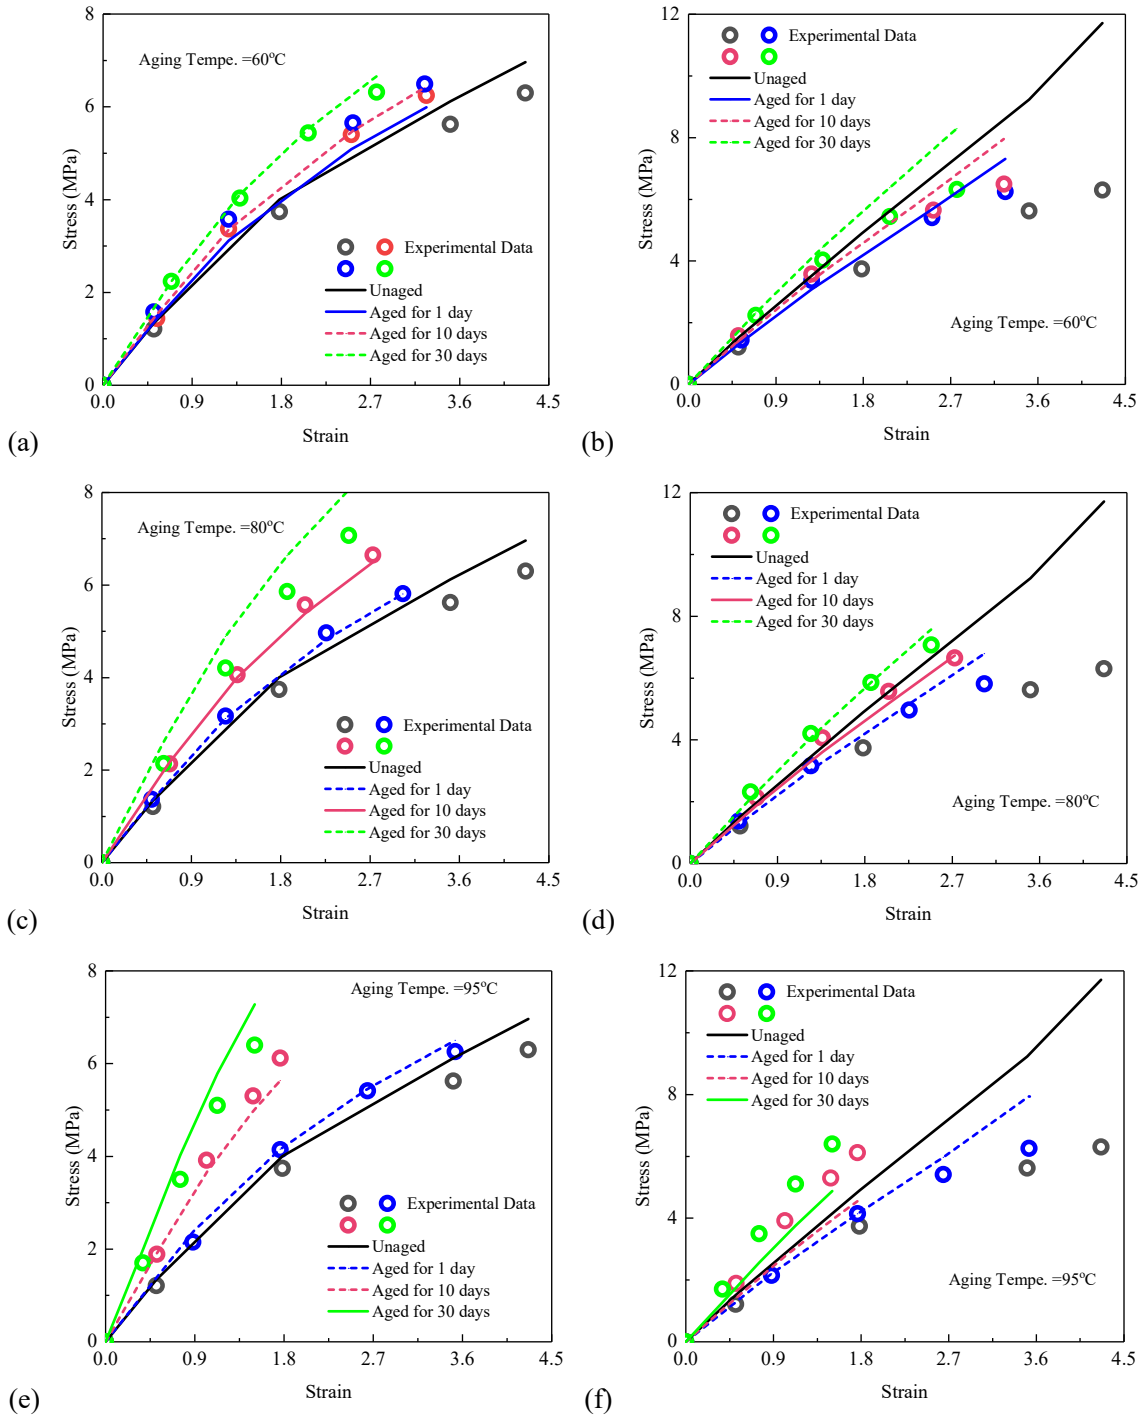 8
6
4
2
0
0.0 0.9 1.8 2.7 3.6 4.5
Stress (MPa)
Strain
Aging Tempe. =60°C
Experimental Data
Unaged
Aged for 1 day
Aged for 10 days
Aged for 30 days
(a)
12
8
4
0
0.0 0.9 1.8 2.7 3.6 4.5
Stress (MPa)
Strain
Experimental Data
Unaged
Aged for 1 day
Aged for 10 days
Aged for 30 days
Aging Tempe. =60°C
(b)
8
6
4
2
0
0.0 0.9 1.8 2.7 3.6 4.5
Stress (MPa)
Strain
Aging Tempe. =80°C
Experimental Data
Unaged
Aged for 1 day
Aged for 10 days
Aged for 30 days
(c)
12
8
4
0
0.0 0.9 1.8 2.7 3.6 4.5
Stress (MPa)
Strain
Experimental Data
Unaged
Aged for 1 day
Aged for 10 days
Aged for 30 days
Aging Tempe. =80°C
(d)
8
6
4
2
0
0.0 0.9 1.8 2.7 3.6 4.5
Stress (MPa)
Strain
Aging Tempe. =95°C
Experimental Data
Unaged
Aged for 1 day
Aged for 10 days
Aged for 30 days
(e)
12
8
4
0
0.0 0.9 1.8 2.7 3.6 4.5
Stress (MPa)
Strain
Experimental Data
Unaged
Aged for 1 day
Aged for 10 days
Aged for 30 days
Aging Tempe. =95°C
(f)